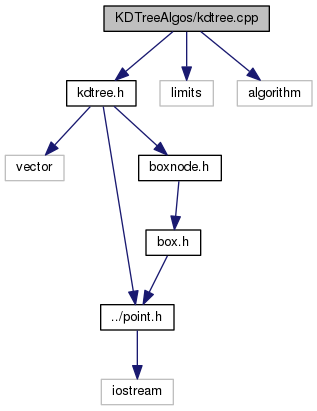 KDTreeAlgos/kdtree.cpp
kdtree.h
limits
algorithm
vector
boxnode.h
box.h
../point.h
iostream